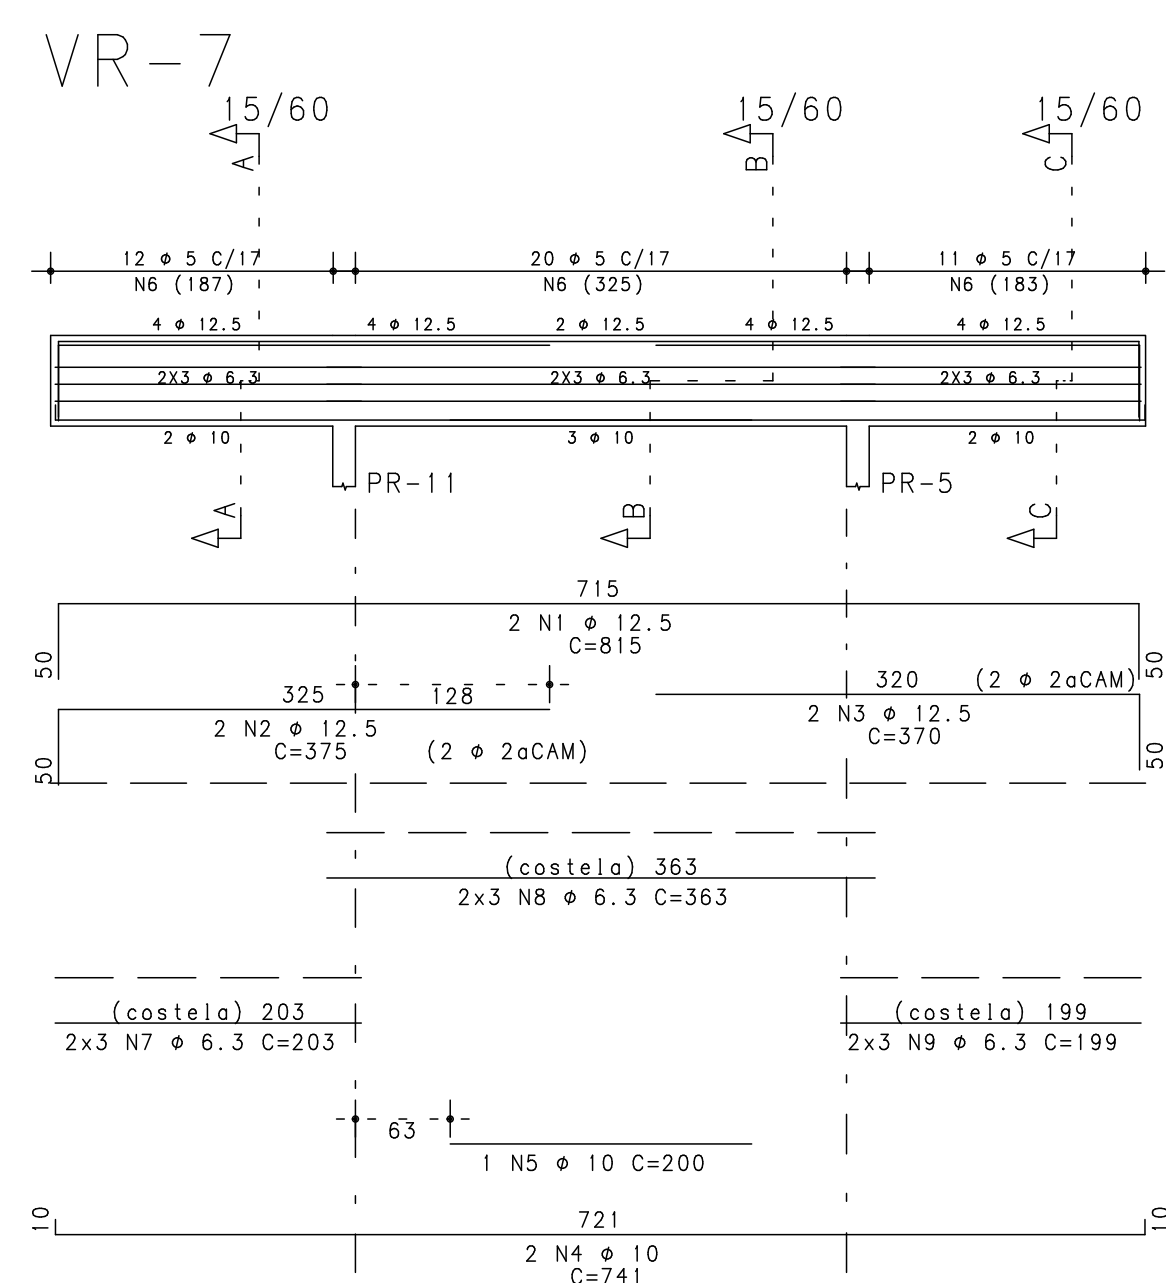 VR-7
15/60 15/60 15/60
A B C
12 ø 5 C/17 20 ø 5 C/17 11 ø 5 C/17
N6 (187) N6 (325) N6 (183)
4 ø 12.5 4 ø 12.5 2 ø 12.5 4 ø 12.5 4 ø 12.5
2X3 ø 6.3 2X3 ø 6.3 2X3 ø 6.3
2 ø 10 3 ø 10 2 ø 10
PR-11 PR-5
A B C
715
2 N1 ø 12.5
C=815
50 50
325 128 320 (2 ø 2aCAM)
2 N2 ø 12.5 2 N3 ø 12.5
C=375 (2 ø 2aCAM) C=370
50 50
(costela) 363
2x3 N8 ø 6.3 C=363
(costela) 203 (costela) 199
2x3 N7 ø 6.3 C=203 2x3 N9 ø 6.3 C=199
63
1 N5 ø 10 C=200
10 721 10
2 N4 ø 10
C=741